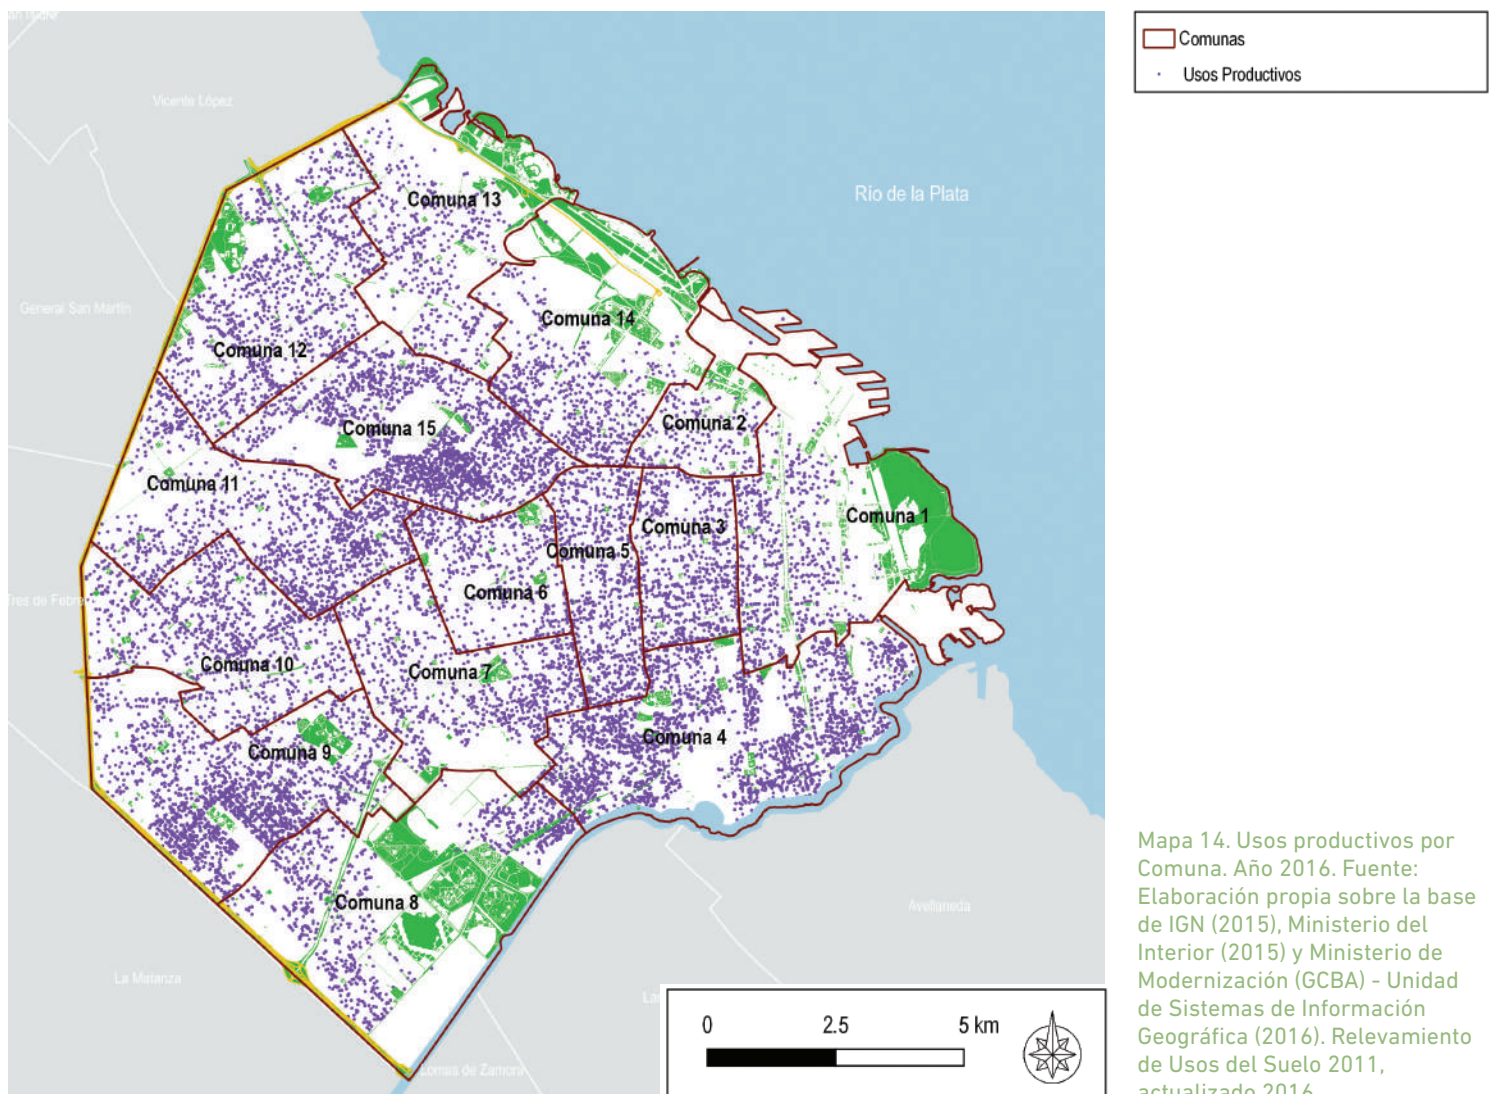 Comunas
Usos Productivos
Vicente López
Río de la Plata
Comuna 13
General San Martín
Comuna 14
Comuna 12
Comuna 15
Comuna 2
Comuna 11
Comuna 1
Comuna 3
Comuna 5
Comuna 6
Tres de Febrero
Comuna 10
Comuna 7
Comuna 4
Comuna 9
Comuna 8
Avellaneda
La Matanza
Lomas de Zamora
0 2.5 5 km
Mapa 14. Usos productivos por
Comuna. Año 2016. Fuente:
Elaboración propia sobre la base
de IGN (2015), Ministerio del
Interior (2015) y Ministerio de
Modernización (GCBA) - Unidad
de Sistemas de Información
Geográfica (2016). Relevamiento
de Usos del Suelo 2011,
actualizado 2016